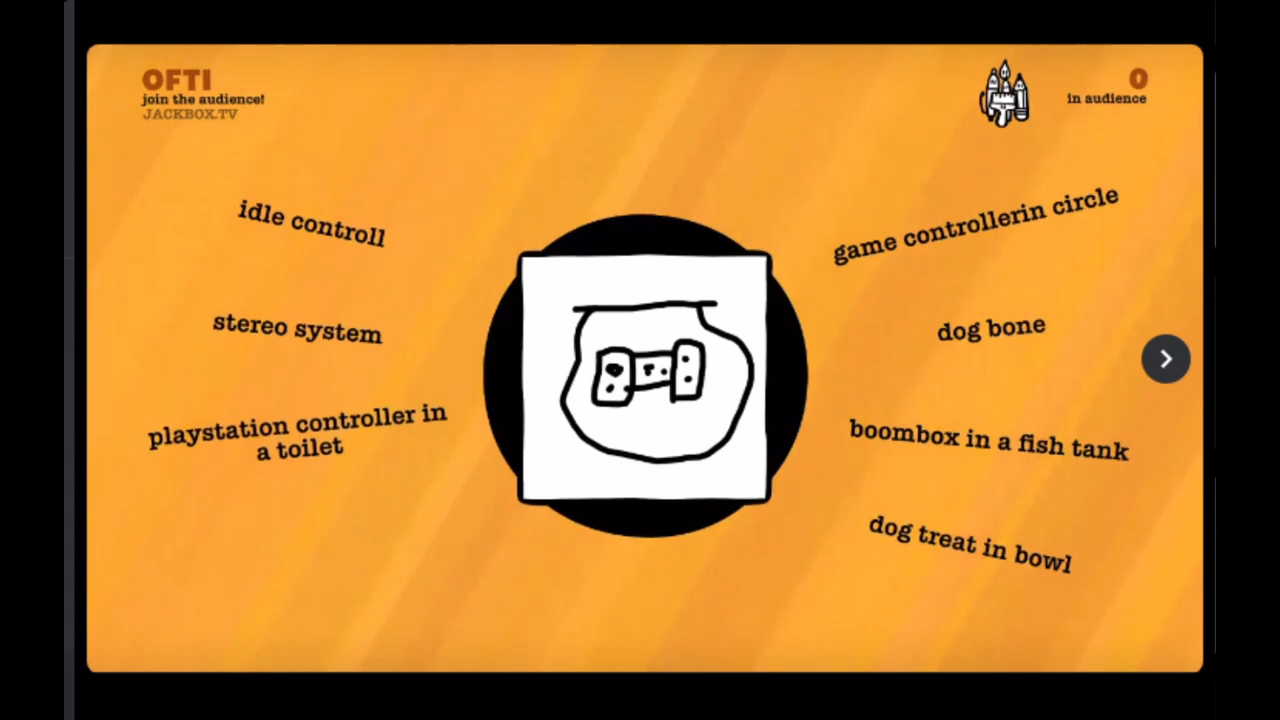 OFTI
join the audience!
JACKBOX.TV
0
in audience
idle controll
stereo system
playstation controller in
a toilet
game controllerin circle
dog bone
boombox in a fish tank
dog treat in bowl